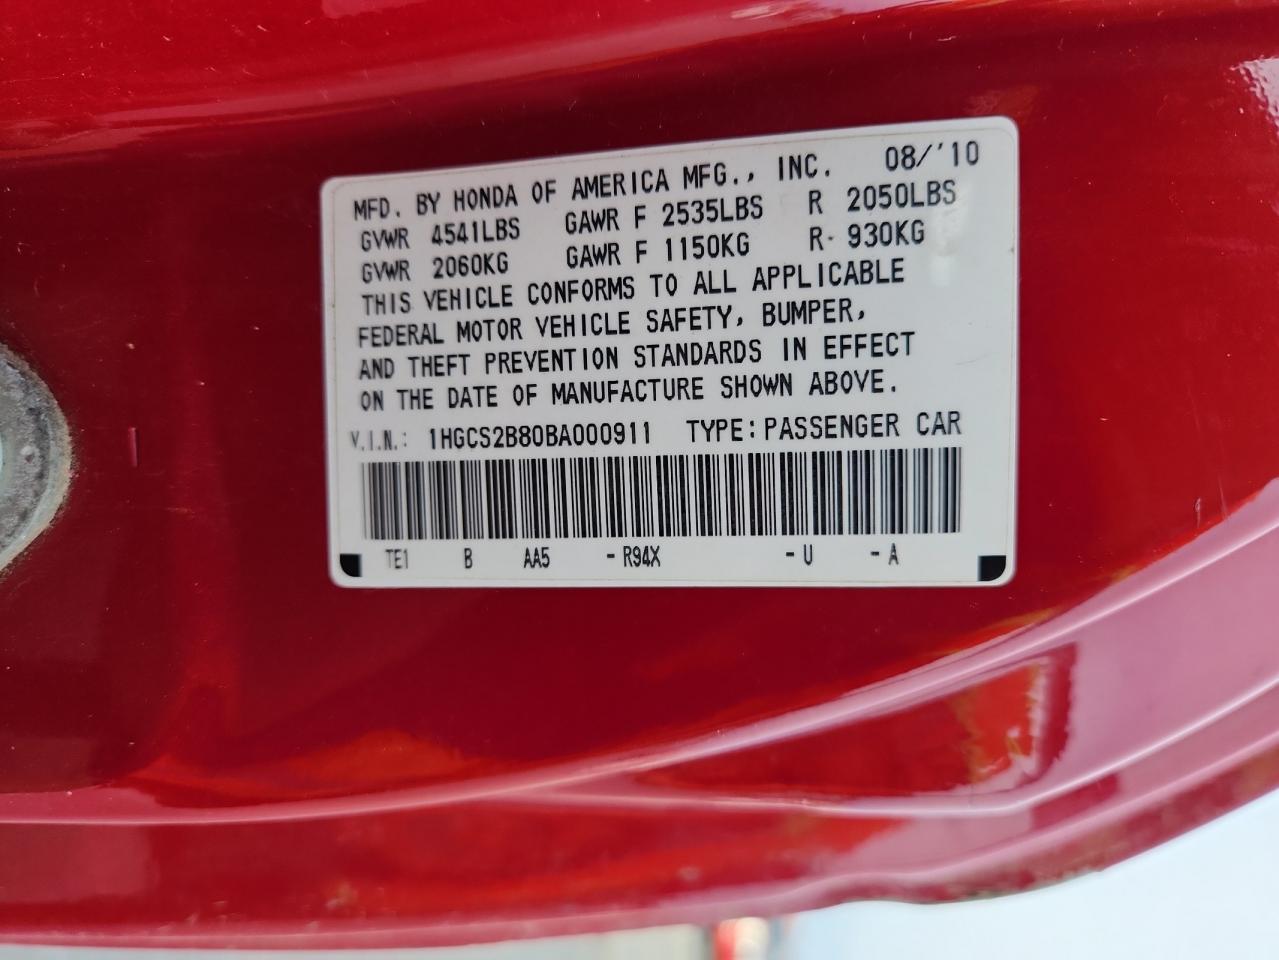 MFD. BY HONDA OF AMERICA MFG., INC. 08/'10
GVWR 4541LBS GAWR F 2535LBS R 2050LBS
GVWR 2060KG GAWR F 1150KG R 930KG
THIS VEHICLE CONFORMS TO ALL APPLICABLE
FEDERAL MOTOR VEHICLE SAFETY, BUMPER,
AND THEFT PREVENTION STANDARDS IN EFFECT
ON THE DATE OF MANUFACTURE SHOWN ABOVE.
V.I.N.: 1HGCS2B80BA000911 TYPE:PASSENGER CAR
TE1 B AA5 -R94X -U -A